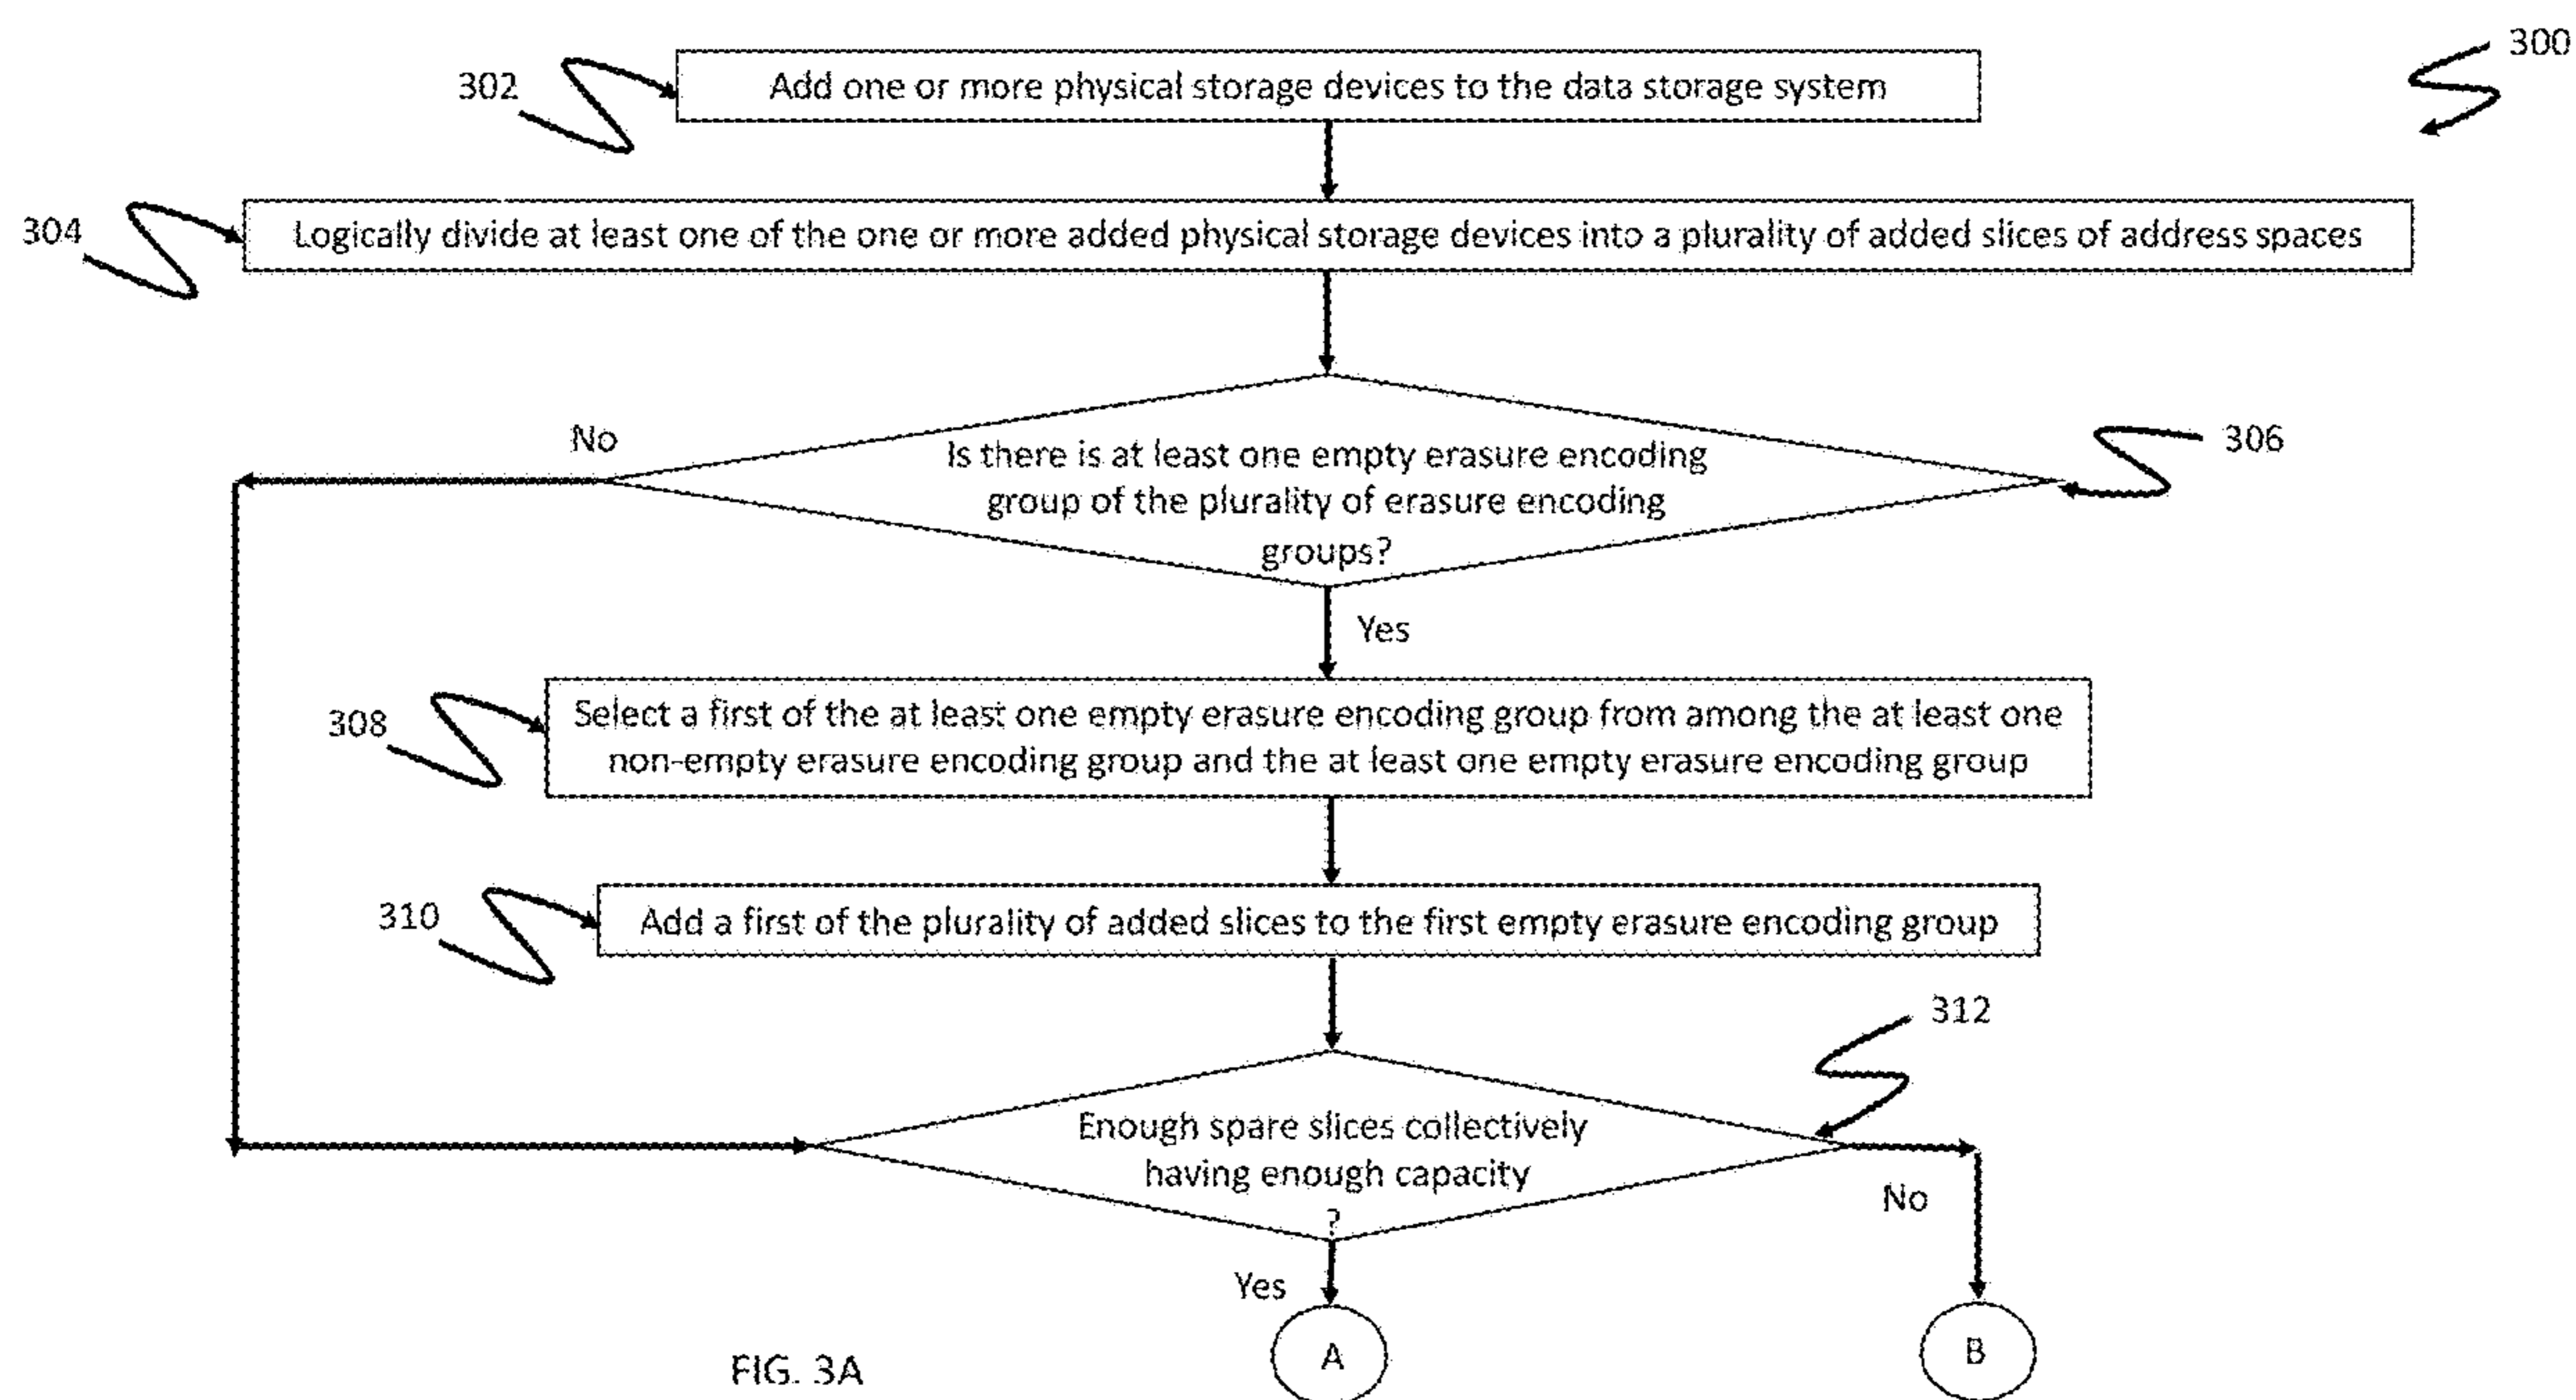 300
302
Add one or more physical storage devices to the data storage system
304
Logically divide at least one of the one or more added physical storage devices into a plurality of added slices of address spaces
No
306
Is there is at least one empty erasure encoding
group of the plurality of erasure encoding
groups?
Yes
308
Select a first of the at least one empty erasure encoding group from among the at least one
non-empty erasure encoding group and the at least one empty erasure encoding group
310
Add a first of the plurality of added slices to the first empty erasure encoding group
312
Enough spare slices collectively
having enough capacity
?
No
Yes
A
B
FIG. 3A